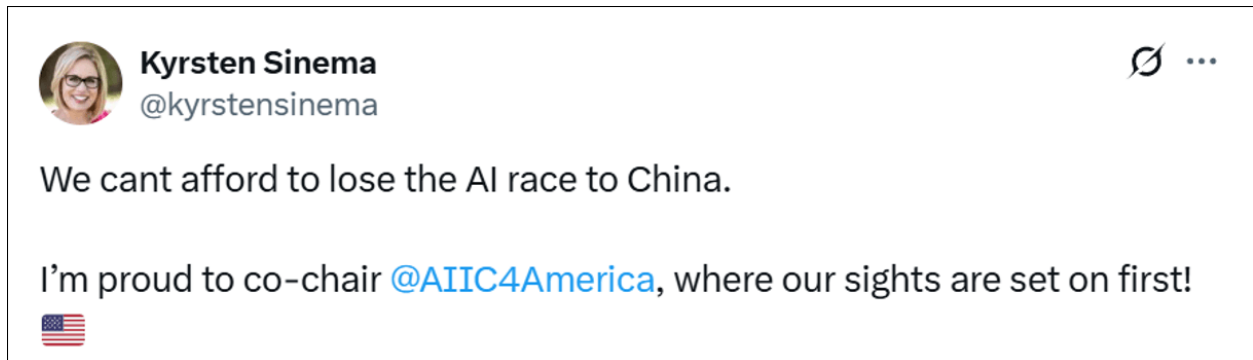 Kyrsten Sinema
@kyrstensinema
We cant afford to lose the AI race to China.
I’m proud to co-chair @AIIC4America, where our sights are set on first!
🇺🇸